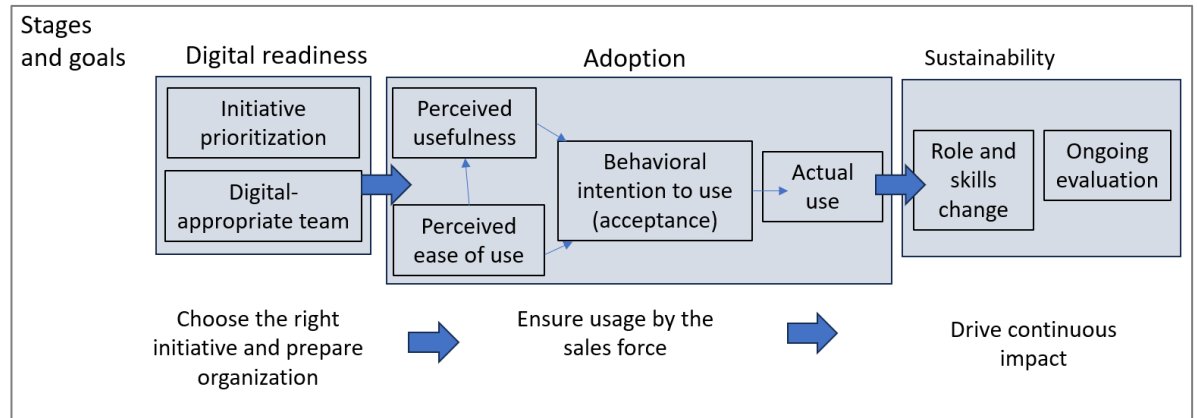 Stages
and goals
Digital readiness
Adoption
Sustainability
Initiative
prioritization
Digital-
appropriate team
Perceived
usefulness
Perceived
ease of use
Behavioral
intention to use
(acceptance)
Actual
use
Role and
skills
change
Ongoing
evaluation
Choose the right
initiative and prepare
organization
Ensure usage by the
sales force
Drive continuous
impact